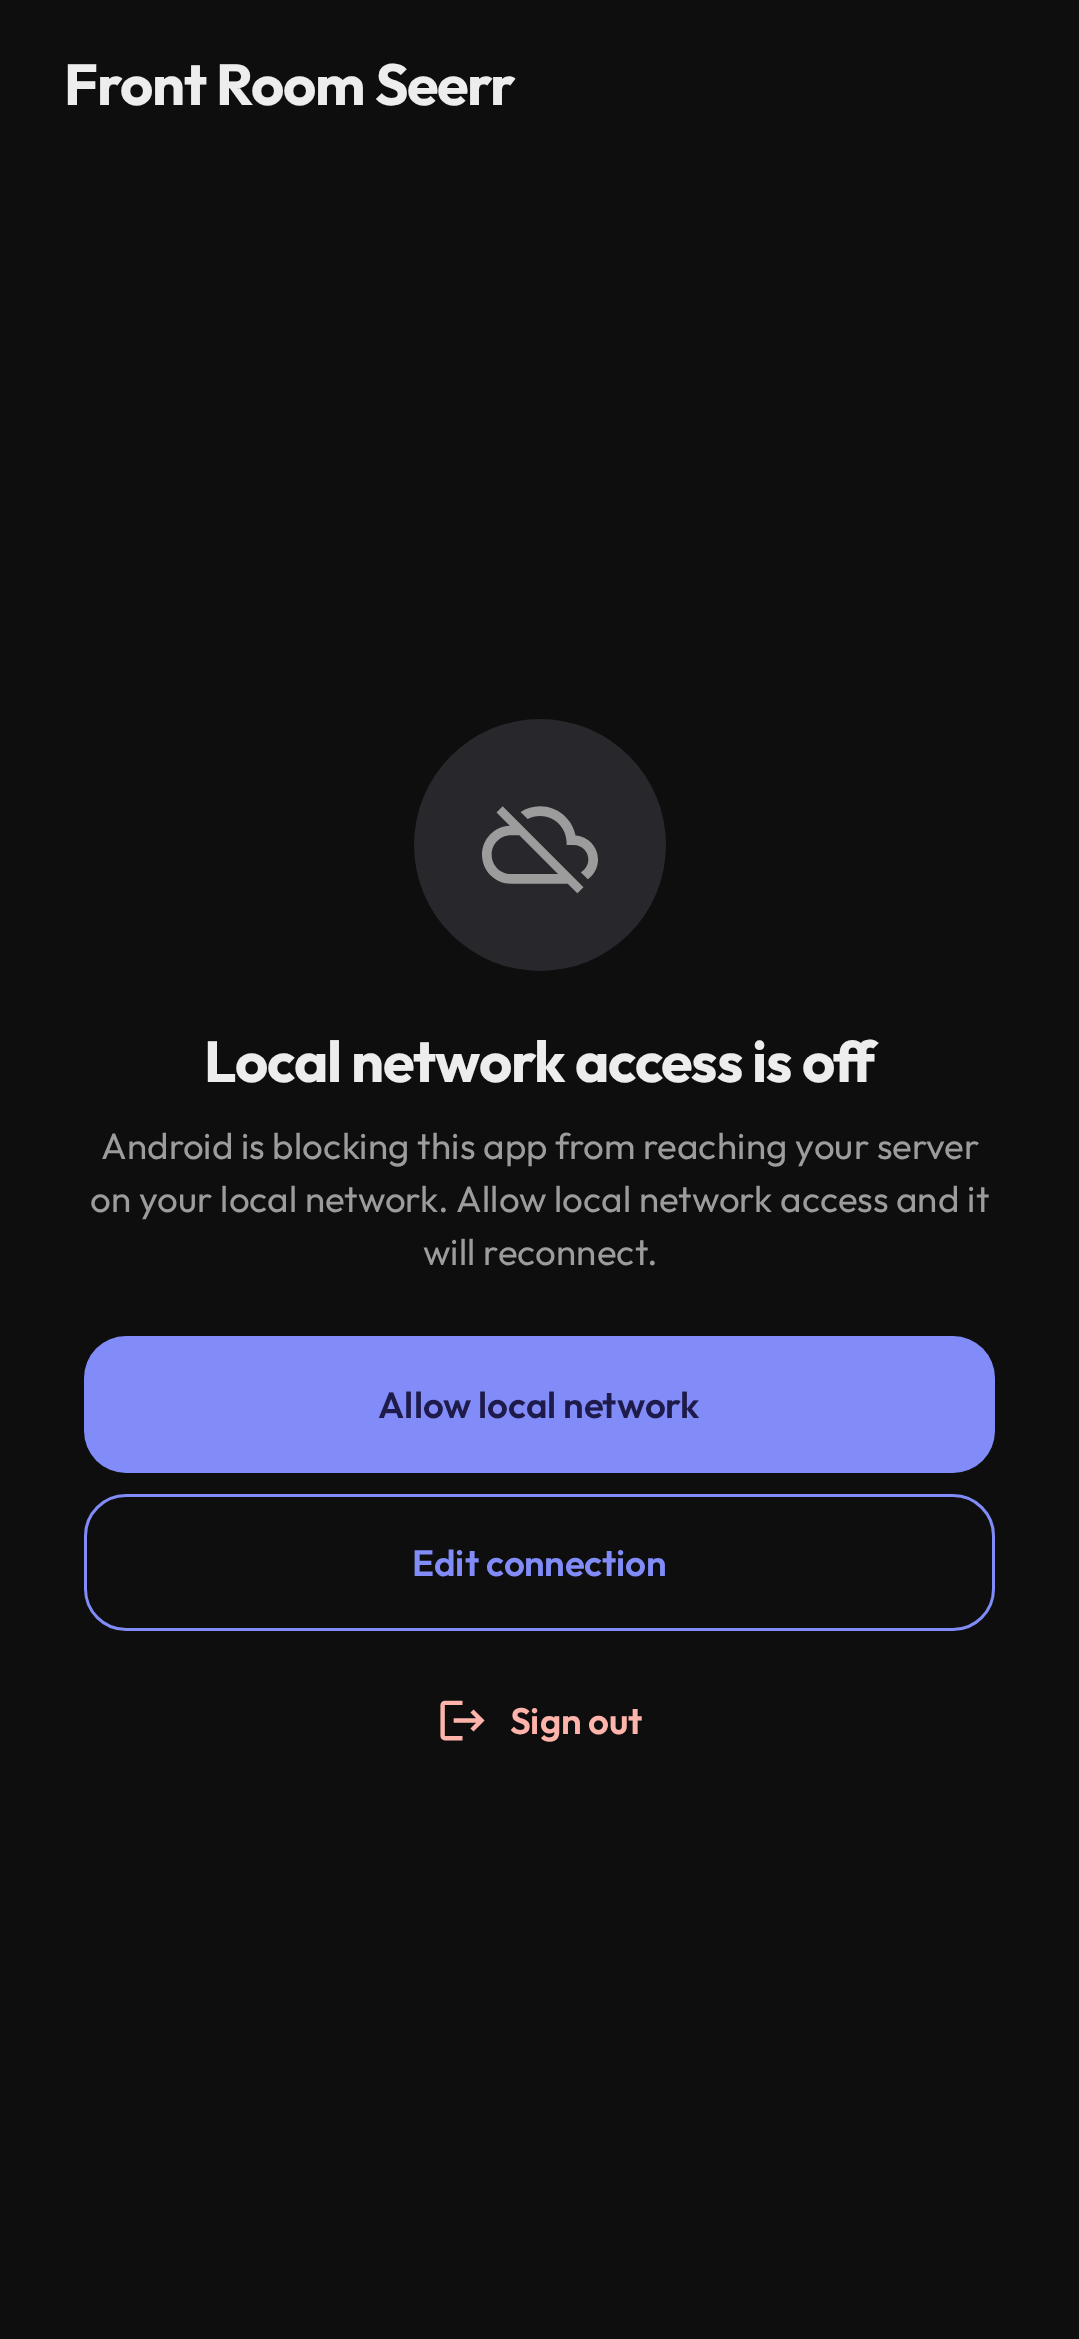 Front Room Seerr
Local network access is off
Android is blocking this app from reaching your server
on your local network. Allow local network access and it
will reconnect.
Allow local network
Edit connection
Sign out